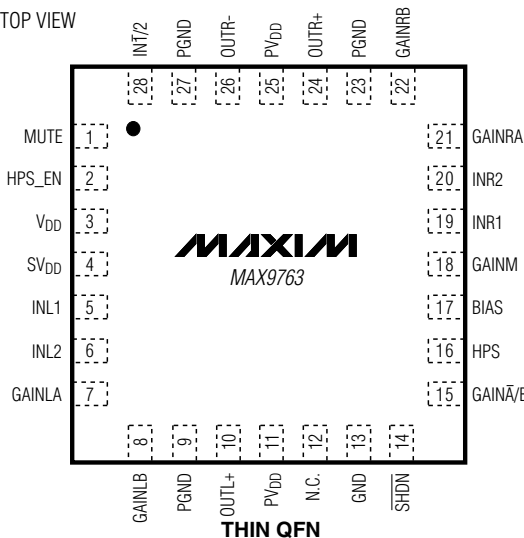 TOP VIEW
IN1̄/2
PGND
OUTR-
PVDD
OUTR+
PGND
GAINRB
28
27
26
25
24
23
22
MUTE 1
HPS_EN 2
VDD 3
SVDD 4
INL1 5
INL2 6
GAINLA 7
MAXIM
MAX9763
21 GAINRA
20 INR2
19 INR1
18 GAINM
17 BIAS
16 HPS
15 GAINĀ/B
8
9
10
11
12
13
14
GAINLB
PGND
OUTL+
PVDD
N.C.
GND
SHDN
THIN QFN